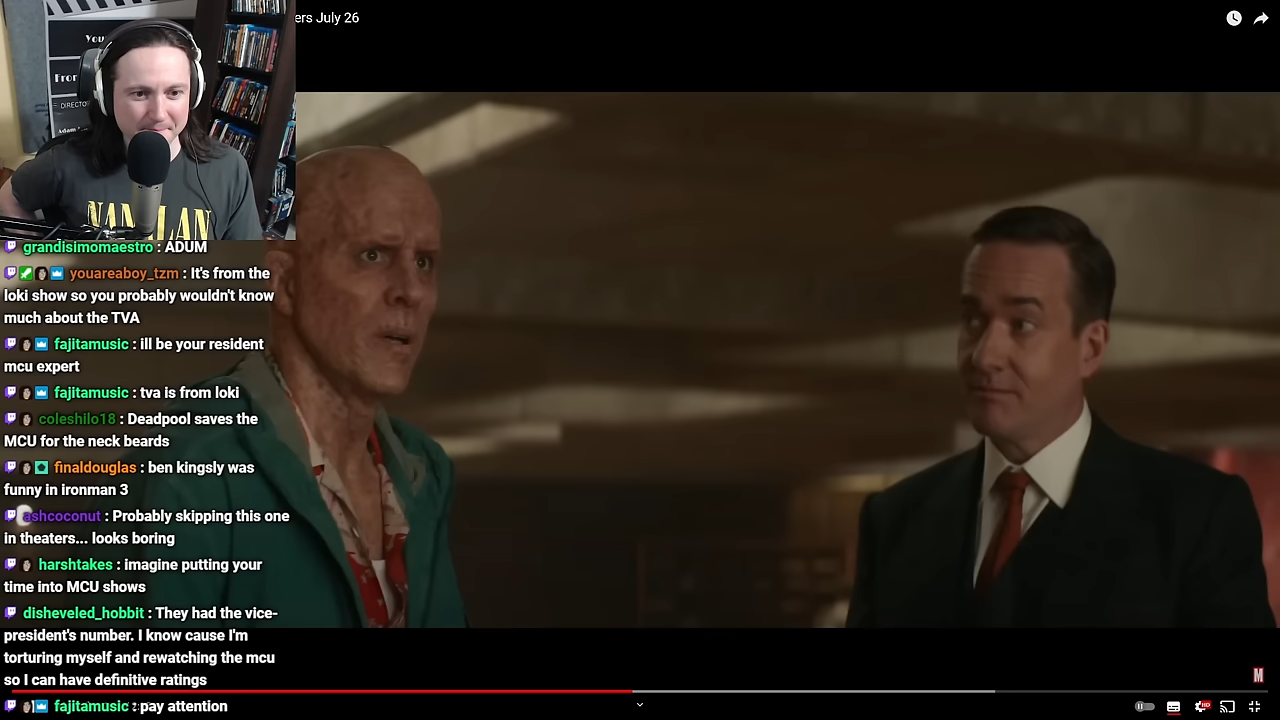 ers July 26
You
Fron
DIRECTOR
grandisimomaestro : ADUM
youareaboy_tzm : It's from the
loki show so you probably wouldn't know
much about the TVA
fajitamusic : ill be your resident
mcu expert
fajitamusic : tva is from loki
coleshilo18 : Deadpool saves the
MCU for the neck beards
finaldouglas : ben kingsly was
funny in ironman 3
ashcoconut : Probably skipping this one
in theaters... looks boring
harshtakes : imagine putting your
time into MCU shows
disheveled_hobbit : They had the vice-
president's number. I know cause I'm
torturing myself and rewatching the mcu
so I can have definitive ratings
fajitamusic : pay attention
M
HD